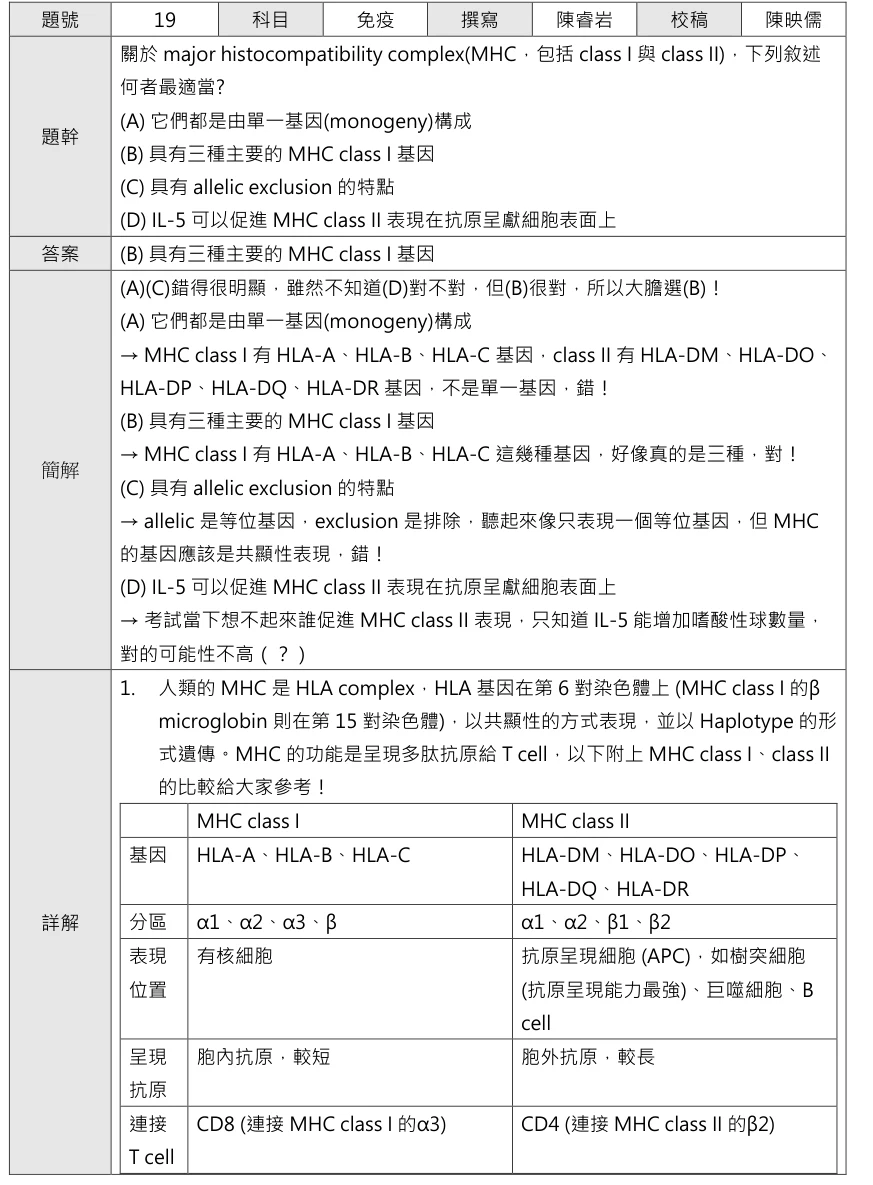 題號 19 科目 免疫 撰寫 陳睿岩 校稿 陳映儒
題幹
關於 major histocompatibility complex(MHC，包括 class I 與 class II)，下列敘述
何者最適當?
(A) 它們都是由單一基因(monogeny)構成
(B) 具有三種主要的 MHC class I 基因
(C) 具有 allelic exclusion 的特點
(D) IL-5 可以促進 MHC class II 表現在抗原呈獻細胞表面上
答案 (B) 具有三種主要的 MHC class I 基因
簡解
(A)(C)錯得很明顯，雖然不知道(D)對不對，但(B)很對，所以大膽選(B)！
(A) 它們都是由單一基因(monogeny)構成
→ MHC class I 有 HLA-A、HLA-B、HLA-C 基因，class II 有 HLA-DM、HLA-DO、
HLA-DP、HLA-DQ、HLA-DR 基因，不是單一基因，錯！
(B) 具有三種主要的 MHC class I 基因
→ MHC class I 有 HLA-A、HLA-B、HLA-C 這幾種基因，好像真的是三種，對！
(C) 具有 allelic exclusion 的特點
→ allelic 是等位基因，exclusion 是排除，聽起來像只表現一個等位基因，但 MHC
的基因應該是共顯性表現，錯！
(D) IL-5 可以促進 MHC class II 表現在抗原呈獻細胞表面上
→ 考試當下想不起來誰促進 MHC class II 表現，只知道 IL-5 能增加嗜酸性球數量，
對的可能性不高（？）
詳解
1. 人類的 MHC 是 HLA complex，HLA 基因在第 6 對染色體上 (MHC class I 的β
microglobin 則在第 15 對染色體)，以共顯性的方式表現，並以 Haplotype 的形
式遺傳。MHC 的功能是呈現多肽抗原給 T cell，以下附上 MHC class I、class II
的比較給大家參考！
MHC class I MHC class II
基因 HLA-A、HLA-B、HLA-C HLA-DM、HLA-DO、HLA-DP、
HLA-DQ、HLA-DR
分區 α1、α2、α3、β α1、α2、β1、β2
表現 有核細胞 抗原呈現細胞 (APC)，如樹突細胞
位置 (抗原呈現能力最強)、巨噬細胞、B
cell
呈現 胞內抗原，較短 胞外抗原，較長
抗原
連接 CD8 (連接 MHC class I 的α3) CD4 (連接 MHC class II 的β2)
T cell